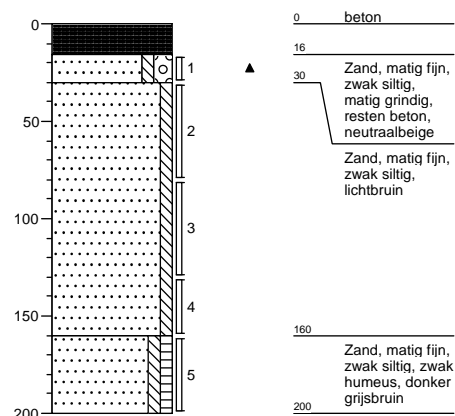 0
50
100
150
200
1
2
3
4
5
0 beton
16
Zand, matig fijn,
zwak siltig,
matig grindig,
resten beton,
neutraalbeige
30
Zand, matig fijn,
zwak siltig,
lichtbruin
160
Zand, matig fijn,
zwak siltig, zwak
humeus, donker
grijsbruin
200